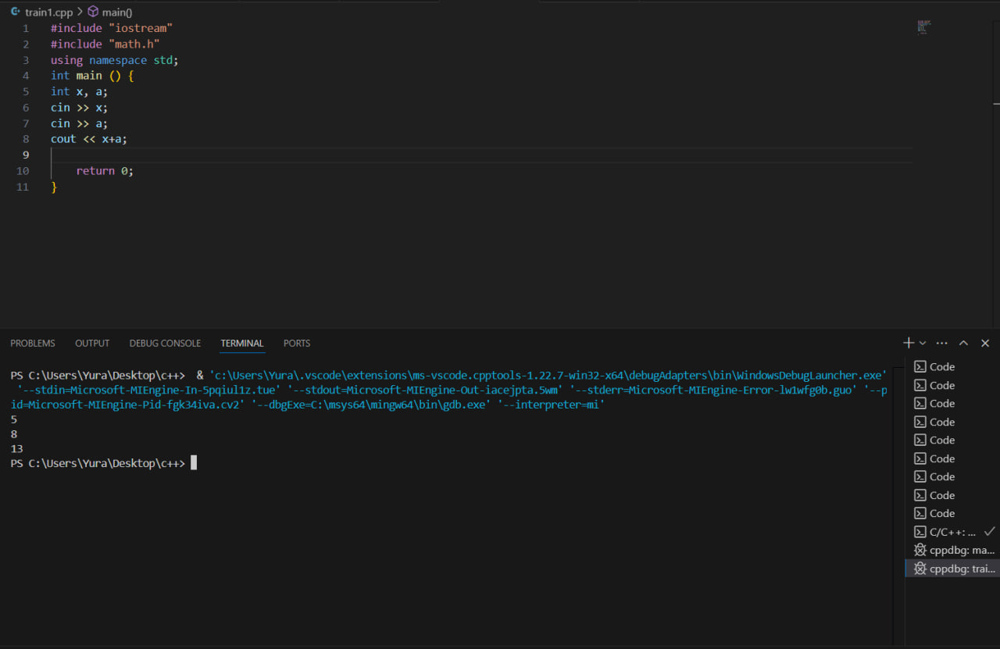 train1.cpp > main()
1 #include "iostream"
2 #include "math.h"
3 using namespace std;
4 int main () {
5 int x, a;
6 cin >> x;
7 cin >> a;
8 cout << x+a;
9
10 return 0;
11 }
PROBLEMS OUTPUT DEBUG CONSOLE TERMINAL PORTS
PS C:\Users\Yura\Desktop\c++>  & 'c:\Users\Yura\.vscode\extensions\ms-vscode.cpptools-1.22.7-win32-x64\debugAdapters\bin\WindowsDebugLauncher.exe'
'--stdin=Microsoft-MIEngine-In-5pqiul1z.tue' '--stdout=Microsoft-MIEngine-Out-iacejpta.5wm' '--stderr=Microsoft-MIEngine-Error-lw1wfg0b.guo' '--p
id=Microsoft-MIEngine-Pid-fgk34iva.cv2' '--dbgExe=C:\msys64\mingw64\bin\gdb.exe' '--interpreter=mi'
5
8
13
PS C:\Users\Yura\Desktop\c++>
Code
Code
Code
Code
Code
Code
Code
Code
Code
C/C++: ...
cppdbg: ma...
cppdbg: trai...